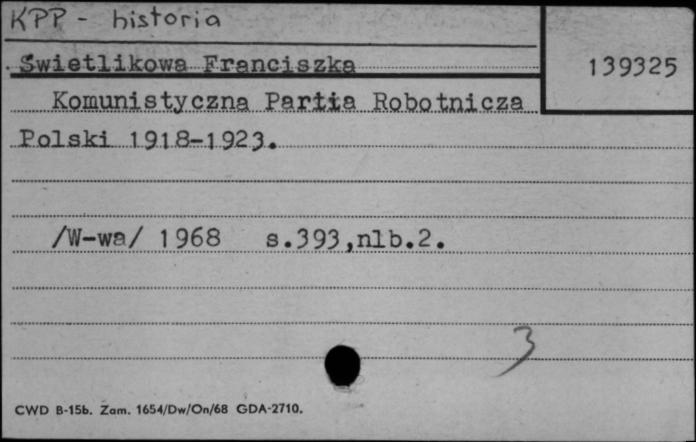 KPP - historia
Swietlikowa Franciszka
139325
Komunistyczna Partia Robotnicza
Polski 1918-1923.
/W-wa/ 1968 s.393,nlb.2.
3
CWD B-15b. Zam. 1654/Dw/On/68 GDA-2710.